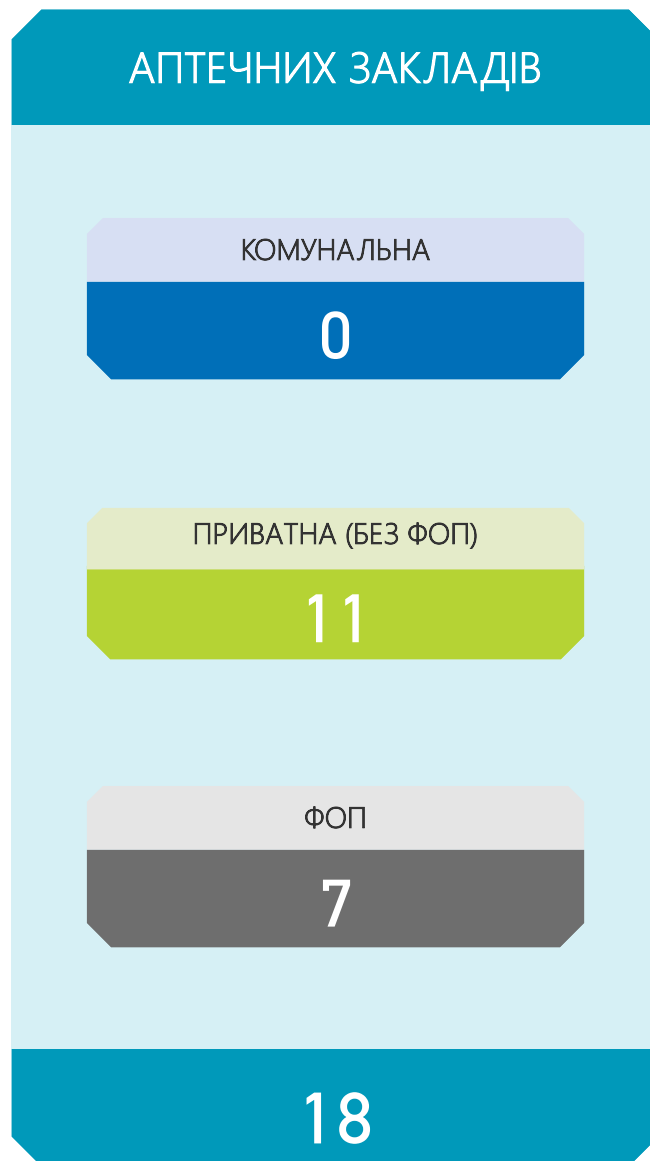 АПТЕЧНИХ ЗАКЛАДІВ
КОМУНАЛЬНА
0
ПРИВАТНА (БЕЗ ФОП)
11
ФОП
7
18